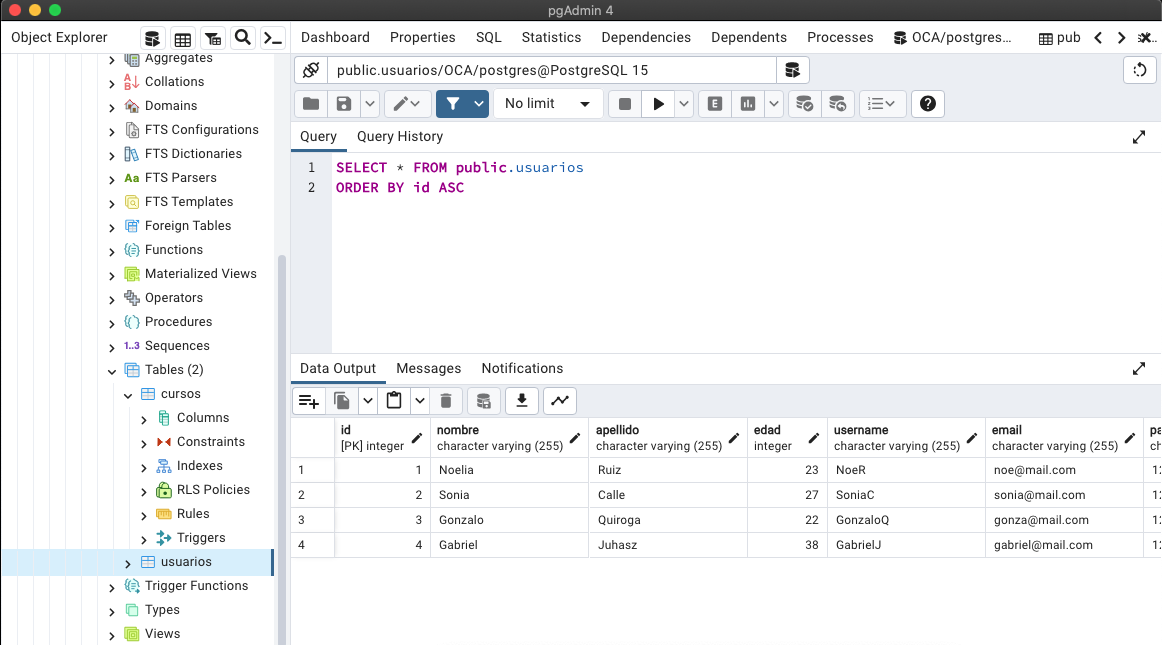 pgAdmin 4
Object Explorer
Dashboard Properties SQL Statistics Dependencies Dependents Processes OCA/postgres... pub
Aggregates
Collations
Domains
FTS Configurations
FTS Dictionaries
Aa FTS Parsers
FTS Templates
Foreign Tables
Functions
Materialized Views
Operators
Procedures
1..3 Sequences
Tables (2)
cursos
Columns
Constraints
Indexes
RLS Policies
Rules
Triggers
usuarios
Trigger Functions
Types
Views
public.usuarios/OCA/postgres@PostgreSQL 15
No limit
E
Query Query History
1 SELECT * FROM public.usuarios
2 ORDER BY id ASC
Data Output Messages Notifications
id nombre apellido edad username email
[PK] integer character varying (255) character varying (255) integer character varying (255) character varying (255)
1 1 Noelia Ruiz 23 NoeR noe@mail.com
2 2 Sonia Calle 27 SoniaC sonia@mail.com
3 3 Gonzalo Quiroga 22 GonzaloQ gonza@mail.com
4 4 Gabriel Juhasz 38 GabrielJ gabriel@mail.com